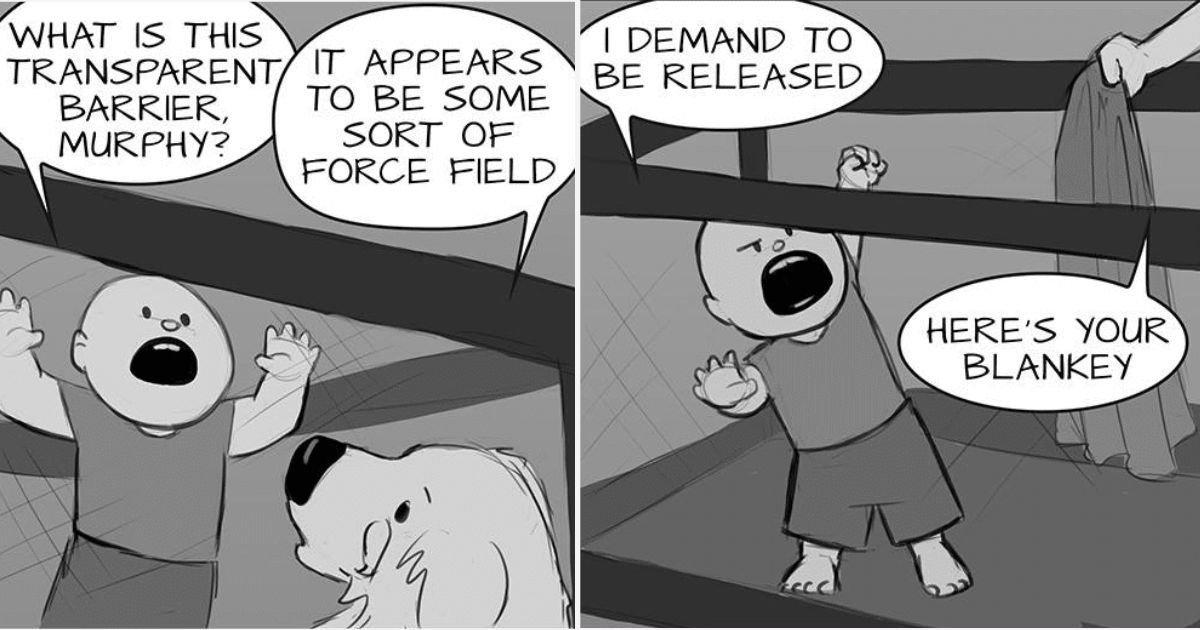 WHAT IS THIS
TRANSPARENT
BARRIER,
MURPHY?
IT APPEARS
TO BE SOME
SORT OF
FORCE FIELD
I DEMAND TO
BE RELEASED
HERE'S YOUR
BLANKEY